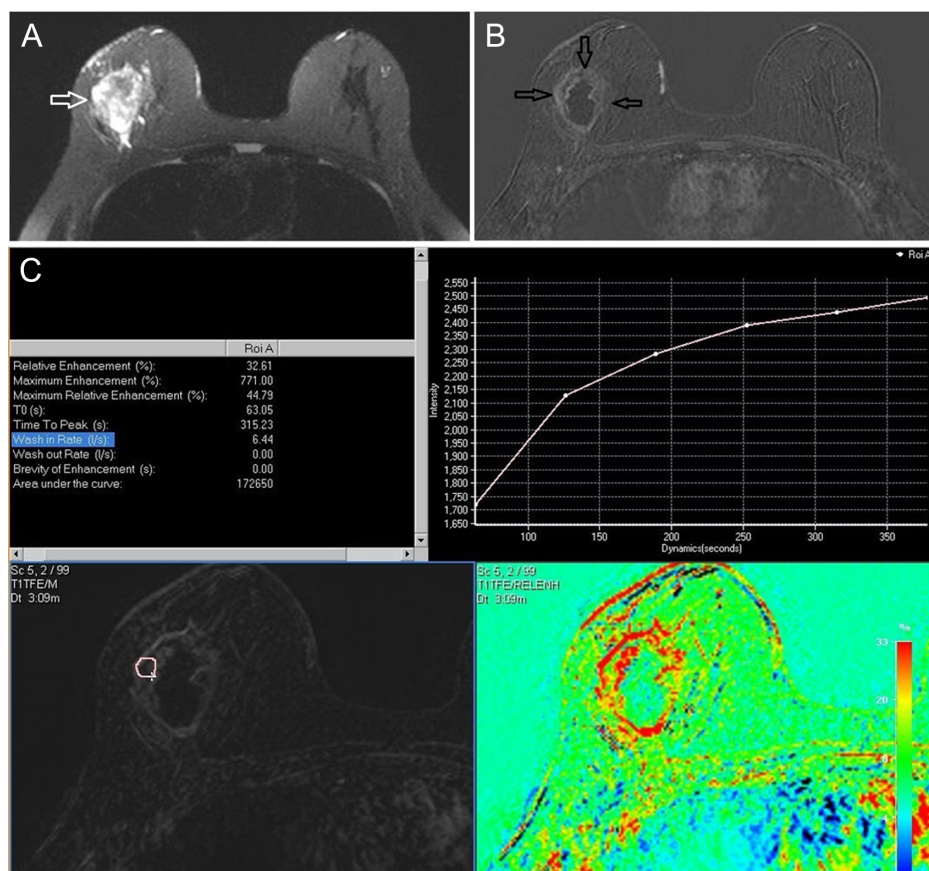 A
B
C
Roi A
Roi A
Relative Enhancement (%): 32.61
Maximum Enhancement (%): 771.00
Maximum Relative Enhancement (%): 44.79
T0 (s): 63.05
Time To Peak (s): 315.23
Wash in Rate (l/s): 6.44
Wash out Rate (l/s): 0.00
Brevity of Enhancement (s): 0.00
Area under the curve: 172650
2,550
2,500
2,450
2,400
2,350
2,300
2,250
2,200
2,150
2,100
2,050
2,000
1,950
1,900
1,850
1,800
1,750
1,700
1,650
Intensity
100 150 200 250 300 350
Dynamics(seconds)
Sc 5, 2 / 99
T1TFE/M
Dt 3:09m
Sc 5, 2 / 99
T1TFE/RELENH
Dt 3:09m
%
33
20